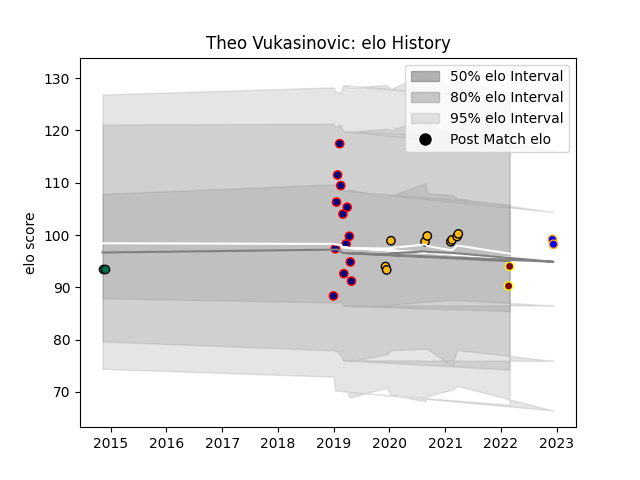 Theo Vukasinovic: elo History
50% elo Interval
80% elo Interval
95% elo Interval
Post Match elo
elo score
130
120
110
100
90
80
70
2015 2016 2017 2018 2019 2020 2021 2022 2023